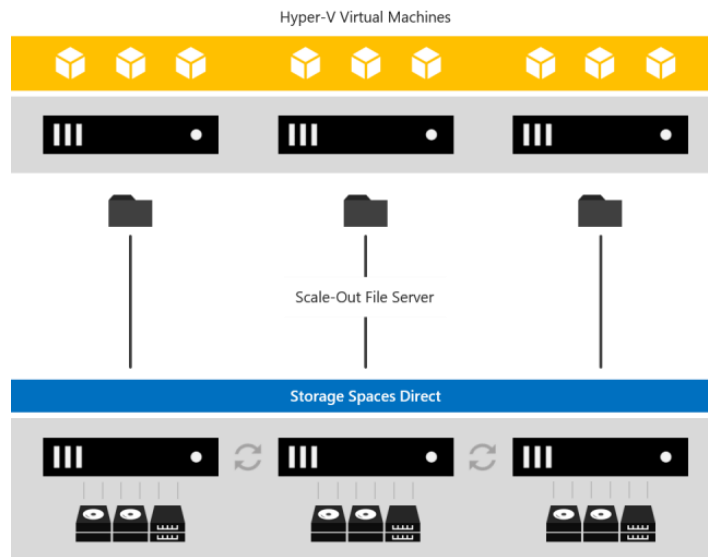 Hyper-V Virtual Machines
Scale-Out File Server
Storage Spaces Direct